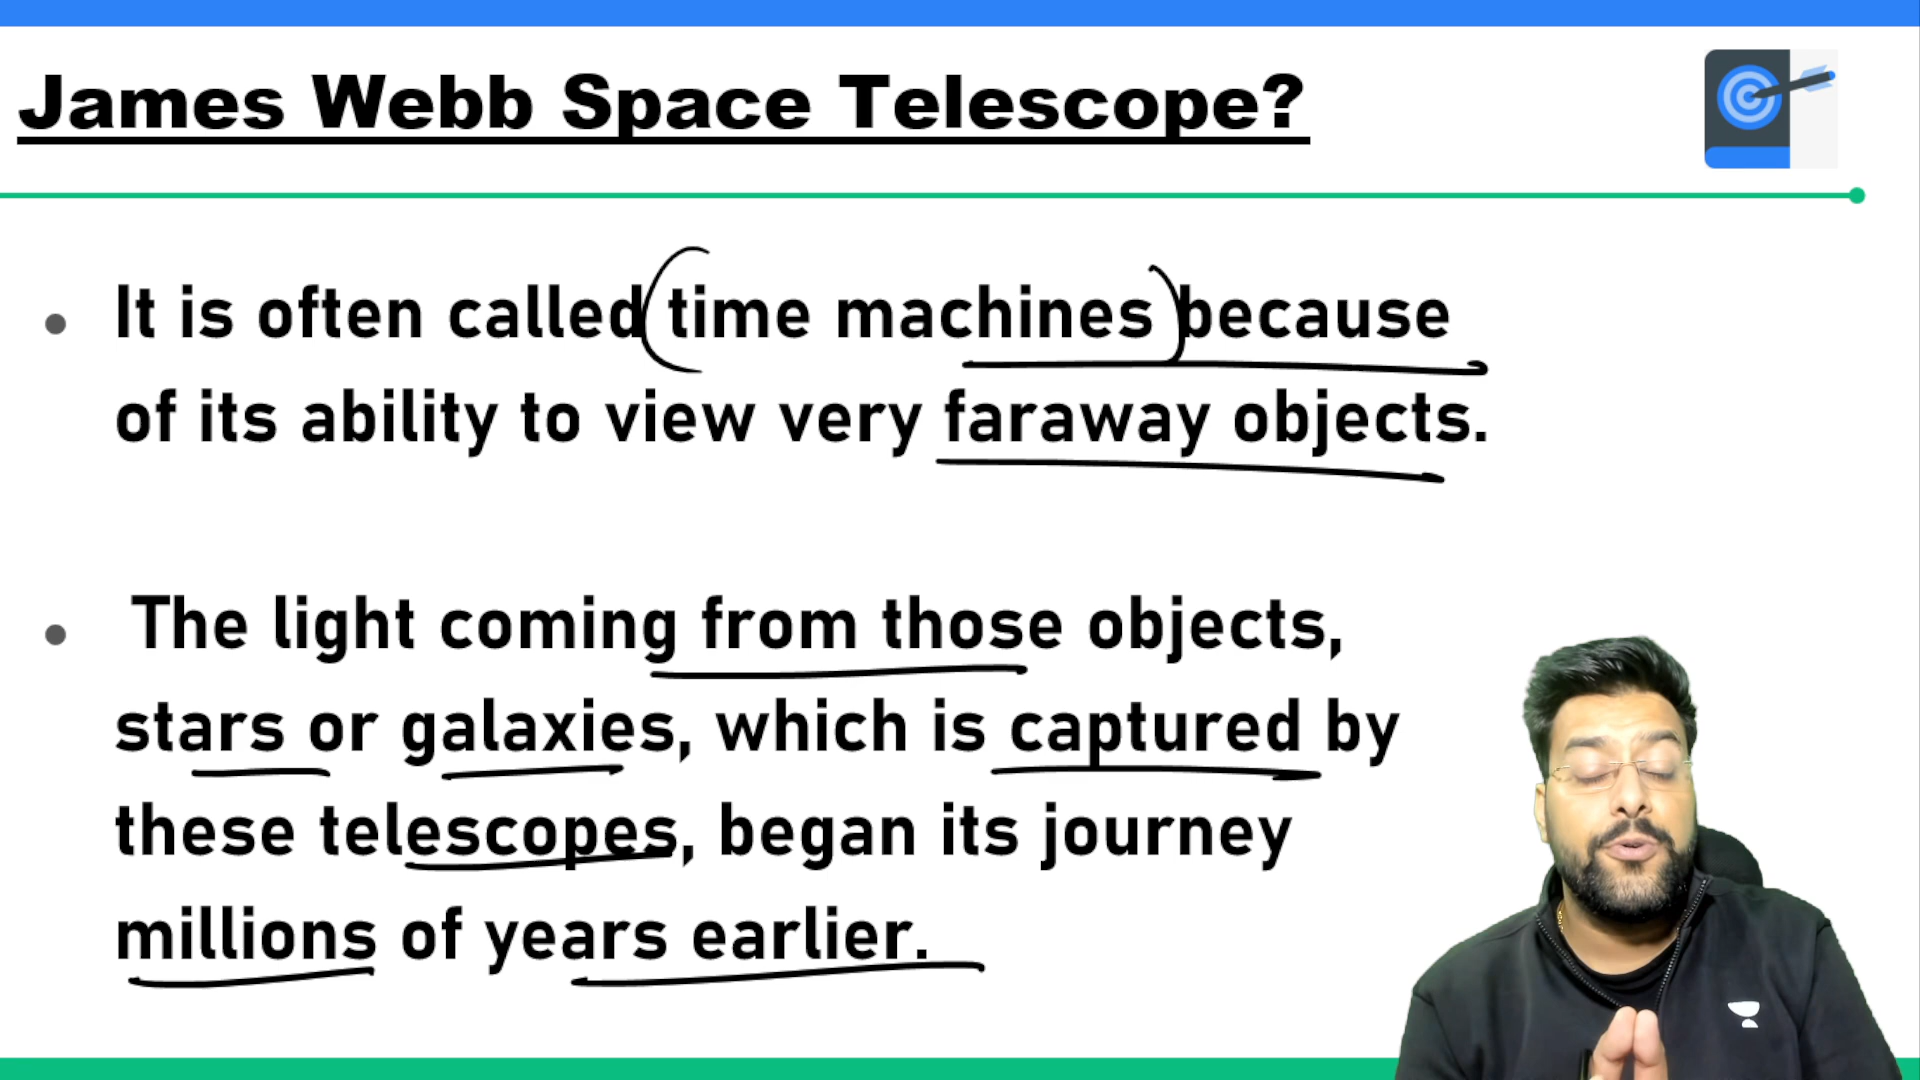 James Webb Space Telescope?
It is often called time machines because
of its ability to view very faraway objects.
The light coming from those objects,
stars or galaxies, which is captured by
these telescopes, began its journey
millions of years earlier.